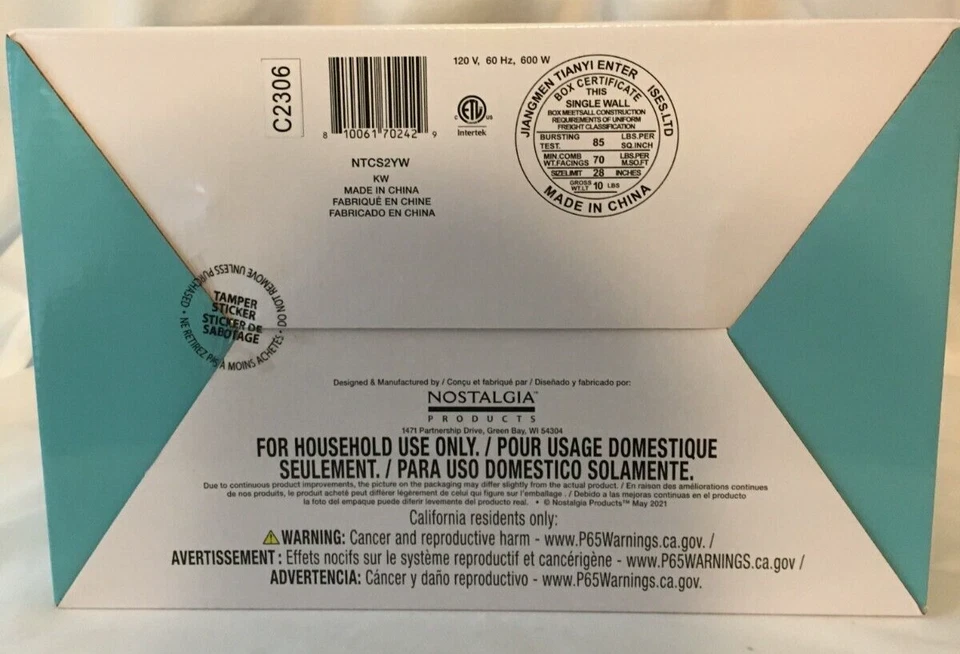 C2306
8 10061 70242 9
NTCS2YW
KW
MADE IN CHINA
FABRIQUÉ EN CHINE
FABRICADO EN CHINA
120 V, 60 Hz, 600 W
c ETL us
Intertek
JIANGMEN TIANYI ENTER ISES.LTD
BOX CERTIFICATE
THIS
SINGLE WALL
BOX MEETSALL CONSTRUCTION
REQUIREMENTS OF UNIFORM
FREIGHT CLASSIFICATION
BURSTING TEST. 85 LBS.PER SQ.INCH
MIN.COMB WT.FACINGS 70 LBS.PER M.SQ.FT
SIZELIMIT 28 INCHES
GROSS WT.LT 10 LBS
MADE IN CHINA
DO NOT REMOVE UNLESS PURCHASED •
TAMPER
STICKER
STICKER DE
SABOTAGE
NE RETIREZ PAS À MOINS ACHETÉS •
Designed & Manufactured by / Conçu et fabriqué par / Diseñado y fabricado por:
NOSTALGIA™
PRODUCTS
1471 Partnership Drive, Green Bay, WI 54304
FOR HOUSEHOLD USE ONLY. / POUR USAGE DOMESTIQUE
SEULEMENT. / PARA USO DOMESTICO SOLAMENTE.
Due to continuous product improvements, the picture on the packaging may differ slightly from the actual product. / En raison des améliorations continues
de nos produits, le produit acheté peut différer légèrement de celui qui figure sur l'emballage . / Debido a las mejoras continuas en el producto
la foto del empaque puede diferir levemente del producto real. • © Nostalgia Products™ May 2021
California residents only:
WARNING: Cancer and reproductive harm - www.P65Warnings.ca.gov. /
AVERTISSEMENT : Effets nocifs sur le système reproductif et cancérigène - www.P65WARNINGS.ca.gov /
ADVERTENCIA: Cáncer y daño reproductivo - www.P65Warnings.ca.gov.